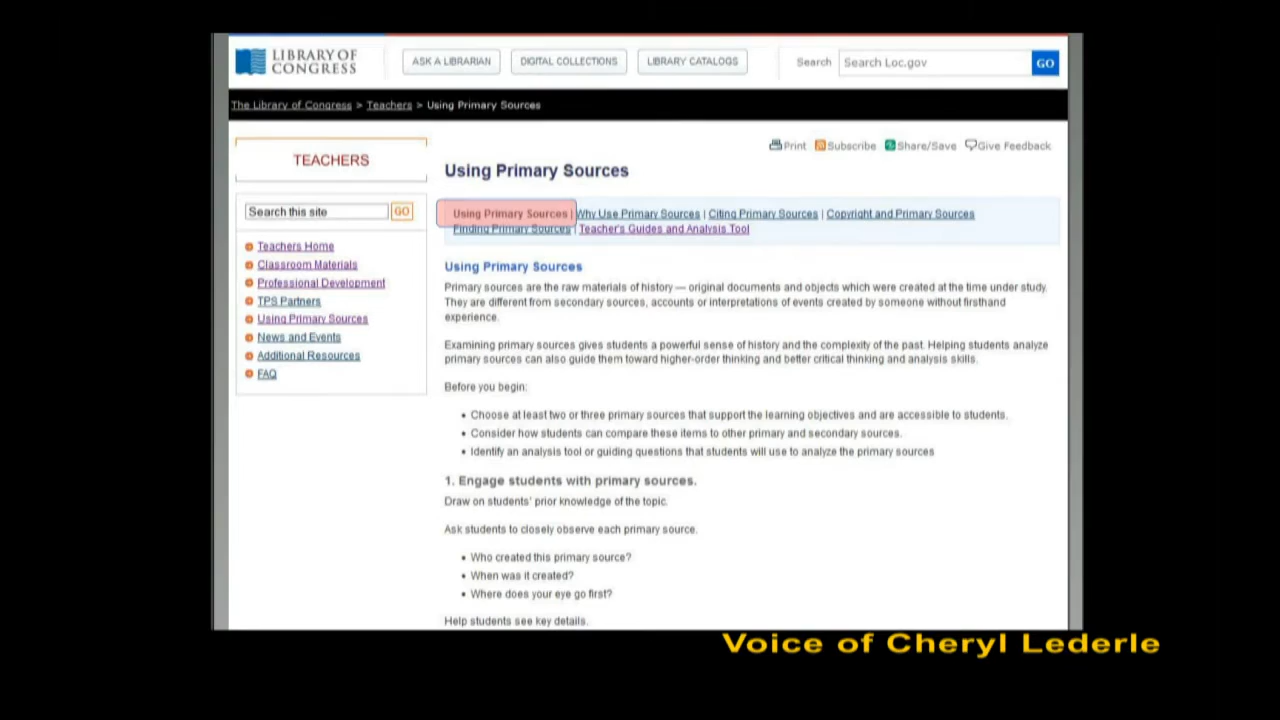 LIBRARY OF
CONGRESS
ASK A LIBRARIAN
DIGITAL COLLECTIONS
LIBRARY CATALOGS
Search
Search Loc.gov
GO
The Library of Congress > Teachers > Using Primary Sources
Print
Subscribe
Share/Save
Give Feedback
TEACHERS
Search this site
GO
Teachers Home
Classroom Materials
Professional Development
TPS Partners
Using Primary Sources
News and Events
Additional Resources
FAQ
Using Primary Sources
Using Primary Sources | Why Use Primary Sources | Citing Primary Sources | Copyright and Primary Sources
Finding Primary Sources | Teacher's Guides and Analysis Tool
Using Primary Sources
Primary sources are the raw materials of history — original documents and objects which were created at the time under study.
They are different from secondary sources, accounts or interpretations of events created by someone without firsthand
experience.
Examining primary sources gives students a powerful sense of history and the complexity of the past. Helping students analyze
primary sources can also guide them toward higher-order thinking and better critical thinking and analysis skills.
Before you begin:
• Choose at least two or three primary sources that support the learning objectives and are accessible to students.
• Consider how students can compare these items to other primary and secondary sources.
• Identify an analysis tool or guiding questions that students will use to analyze the primary sources
1. Engage students with primary sources.
Draw on students' prior knowledge of the topic.
Ask students to closely observe each primary source.
• Who created this primary source?
• When was it created?
• Where does your eye go first?
Help students see key details.
Voice of Cheryl Lederle